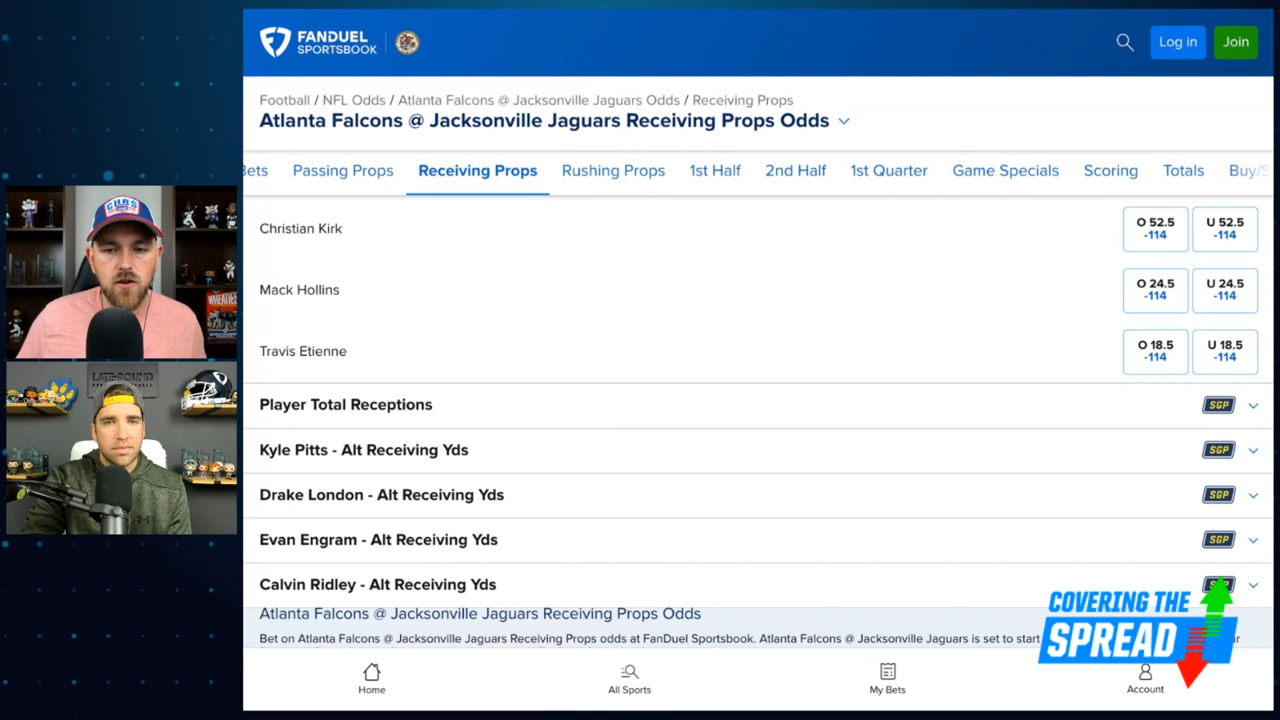 FANDUEL
SPORTSBOOK
Log in
Join
Football / NFL Odds / Atlanta Falcons @ Jacksonville Jaguars Odds / Receiving Props
Atlanta Falcons @ Jacksonville Jaguars Receiving Props Odds
Bets Passing Props Receiving Props Rushing Props 1st Half 2nd Half 1st Quarter Game Specials Scoring Totals Buy/S
Christian Kirk
O 52.5
-114
U 52.5
-114
Mack Hollins
O 24.5
-114
U 24.5
-114
Travis Etienne
O 18.5
-114
U 18.5
-114
Player Total Receptions SGP
Kyle Pitts - Alt Receiving Yds SGP
Drake London - Alt Receiving Yds SGP
Evan Engram - Alt Receiving Yds SGP
Calvin Ridley - Alt Receiving Yds
Atlanta Falcons @ Jacksonville Jaguars Receiving Props Odds
Bet on Atlanta Falcons @ Jacksonville Jaguars Receiving Props odds at FanDuel Sportsbook. Atlanta Falcons @ Jacksonville Jaguars is set to start
Home
All Sports
My Bets
Account
COVERING THE
SPREAD
CUBS
WHEATIES
LATE ROUND